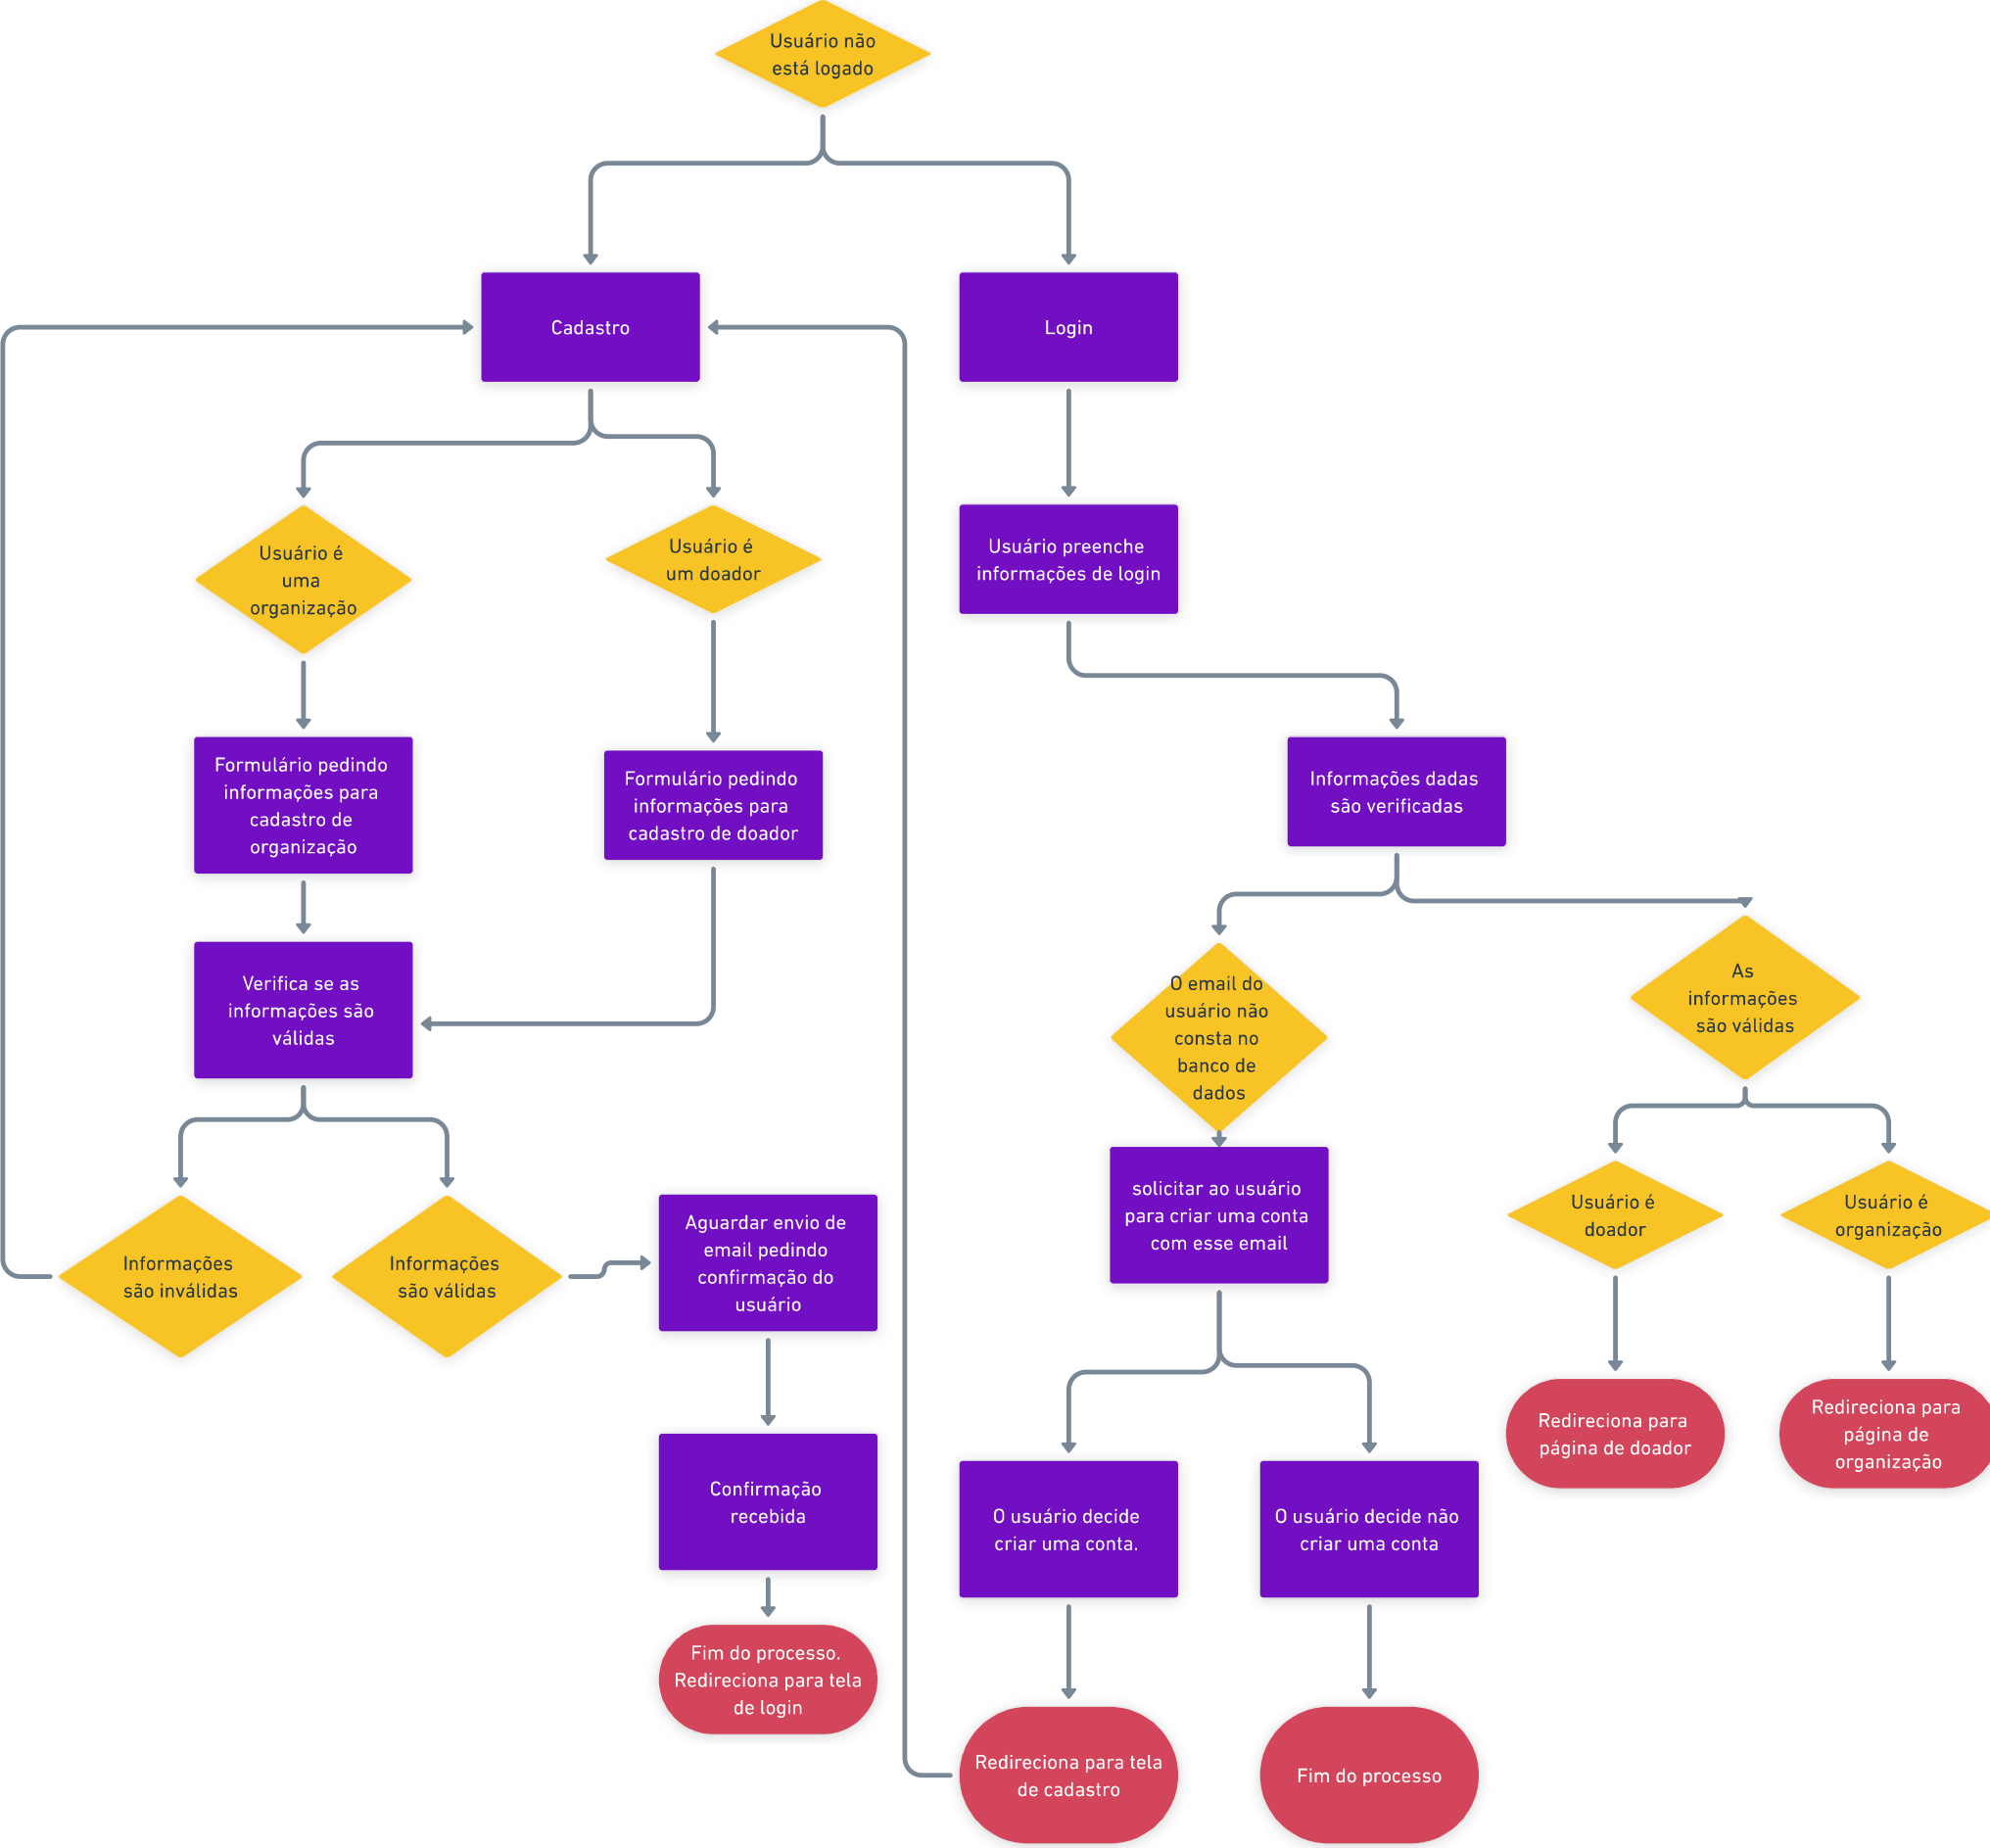 Usuário não
está logado
Cadastro
Login
Usuário é
uma
organização
Usuário é
um doador
Usuário preenche
informações de login
Formulário pedindo
informações para
cadastro de
organização
Formulário pedindo
informações para
cadastro de doador
Informações dadas
são verificadas
Verifica se as
informações são
válidas
O email do
usuário não
consta no
banco de
dados
As
informações
são válidas
Informações
são inválidas
Informações
são válidas
Aguardar envio de
email pedindo
confirmação do
usuário
solicitar ao usuário
para criar uma conta
com esse email
Usuário é
doador
Usuário é
organização
Redireciona para
página de doador
Redireciona para
página de
organização
Confirmação
recebida
O usuário decide
criar uma conta.
O usuário decide não
criar uma conta
Fim do processo.
Redireciona para tela
de login
Redireciona para tela
de cadastro
Fim do processo